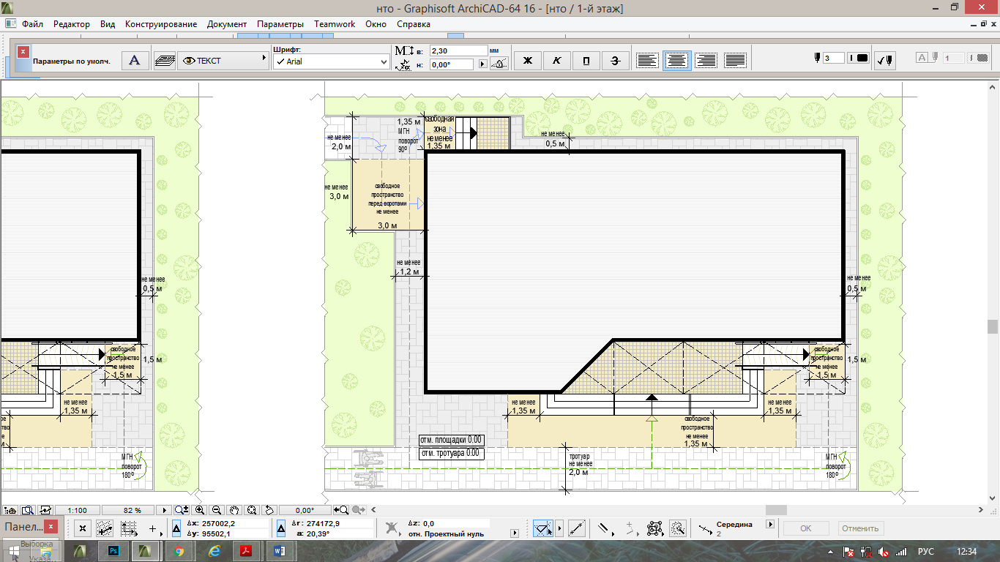 нто - Graphisoft ArchiCAD-64 16 - [нто / 1-й этаж]
Файл Редактор Вид Конструирование Документ Параметры Teamwork Окно Справка
Параметры по умолч.
A
ТЕКСТ
Шрифт:
Arial
М
в: 2,30 мм
н: 0,00°
Ж К П З
3
A 1
1,35 м
МГН
поворот
90º
свободная
зона
не менее
1,35 м
не менее
2,0 м
не менее
0,5 м
не менее
3,0 м
свободное
пространство
перед воротами
не менее
3,0 м
не менее
1,2 м
не менее
0,5 м
не менее
0,5 м
свободное
пространство
не менее
1,5 м
1,5 м
свободное
пространство
не менее
1,5 м
1,5 м
не менее
1,35 м
не менее
1,35 м
не менее
1,35 м
свободное
пространство
не менее
1,35 м
отм. площадки 0.00
отм. тротуара 0.00
тротуар
не менее
2,0 м
МГН
поворот
180º
МГН
поворот
180º
1:100
82 %
0,00°
Панел...
Δx: 257002,2
Δy: 95502,1
Δr: 274172,9
a: 20,39°
Δz: 0,0
отн. Проектный нуль
Середина
2
ОК
Отменить
Выборка
Указа..
Ps
РУС
12:34